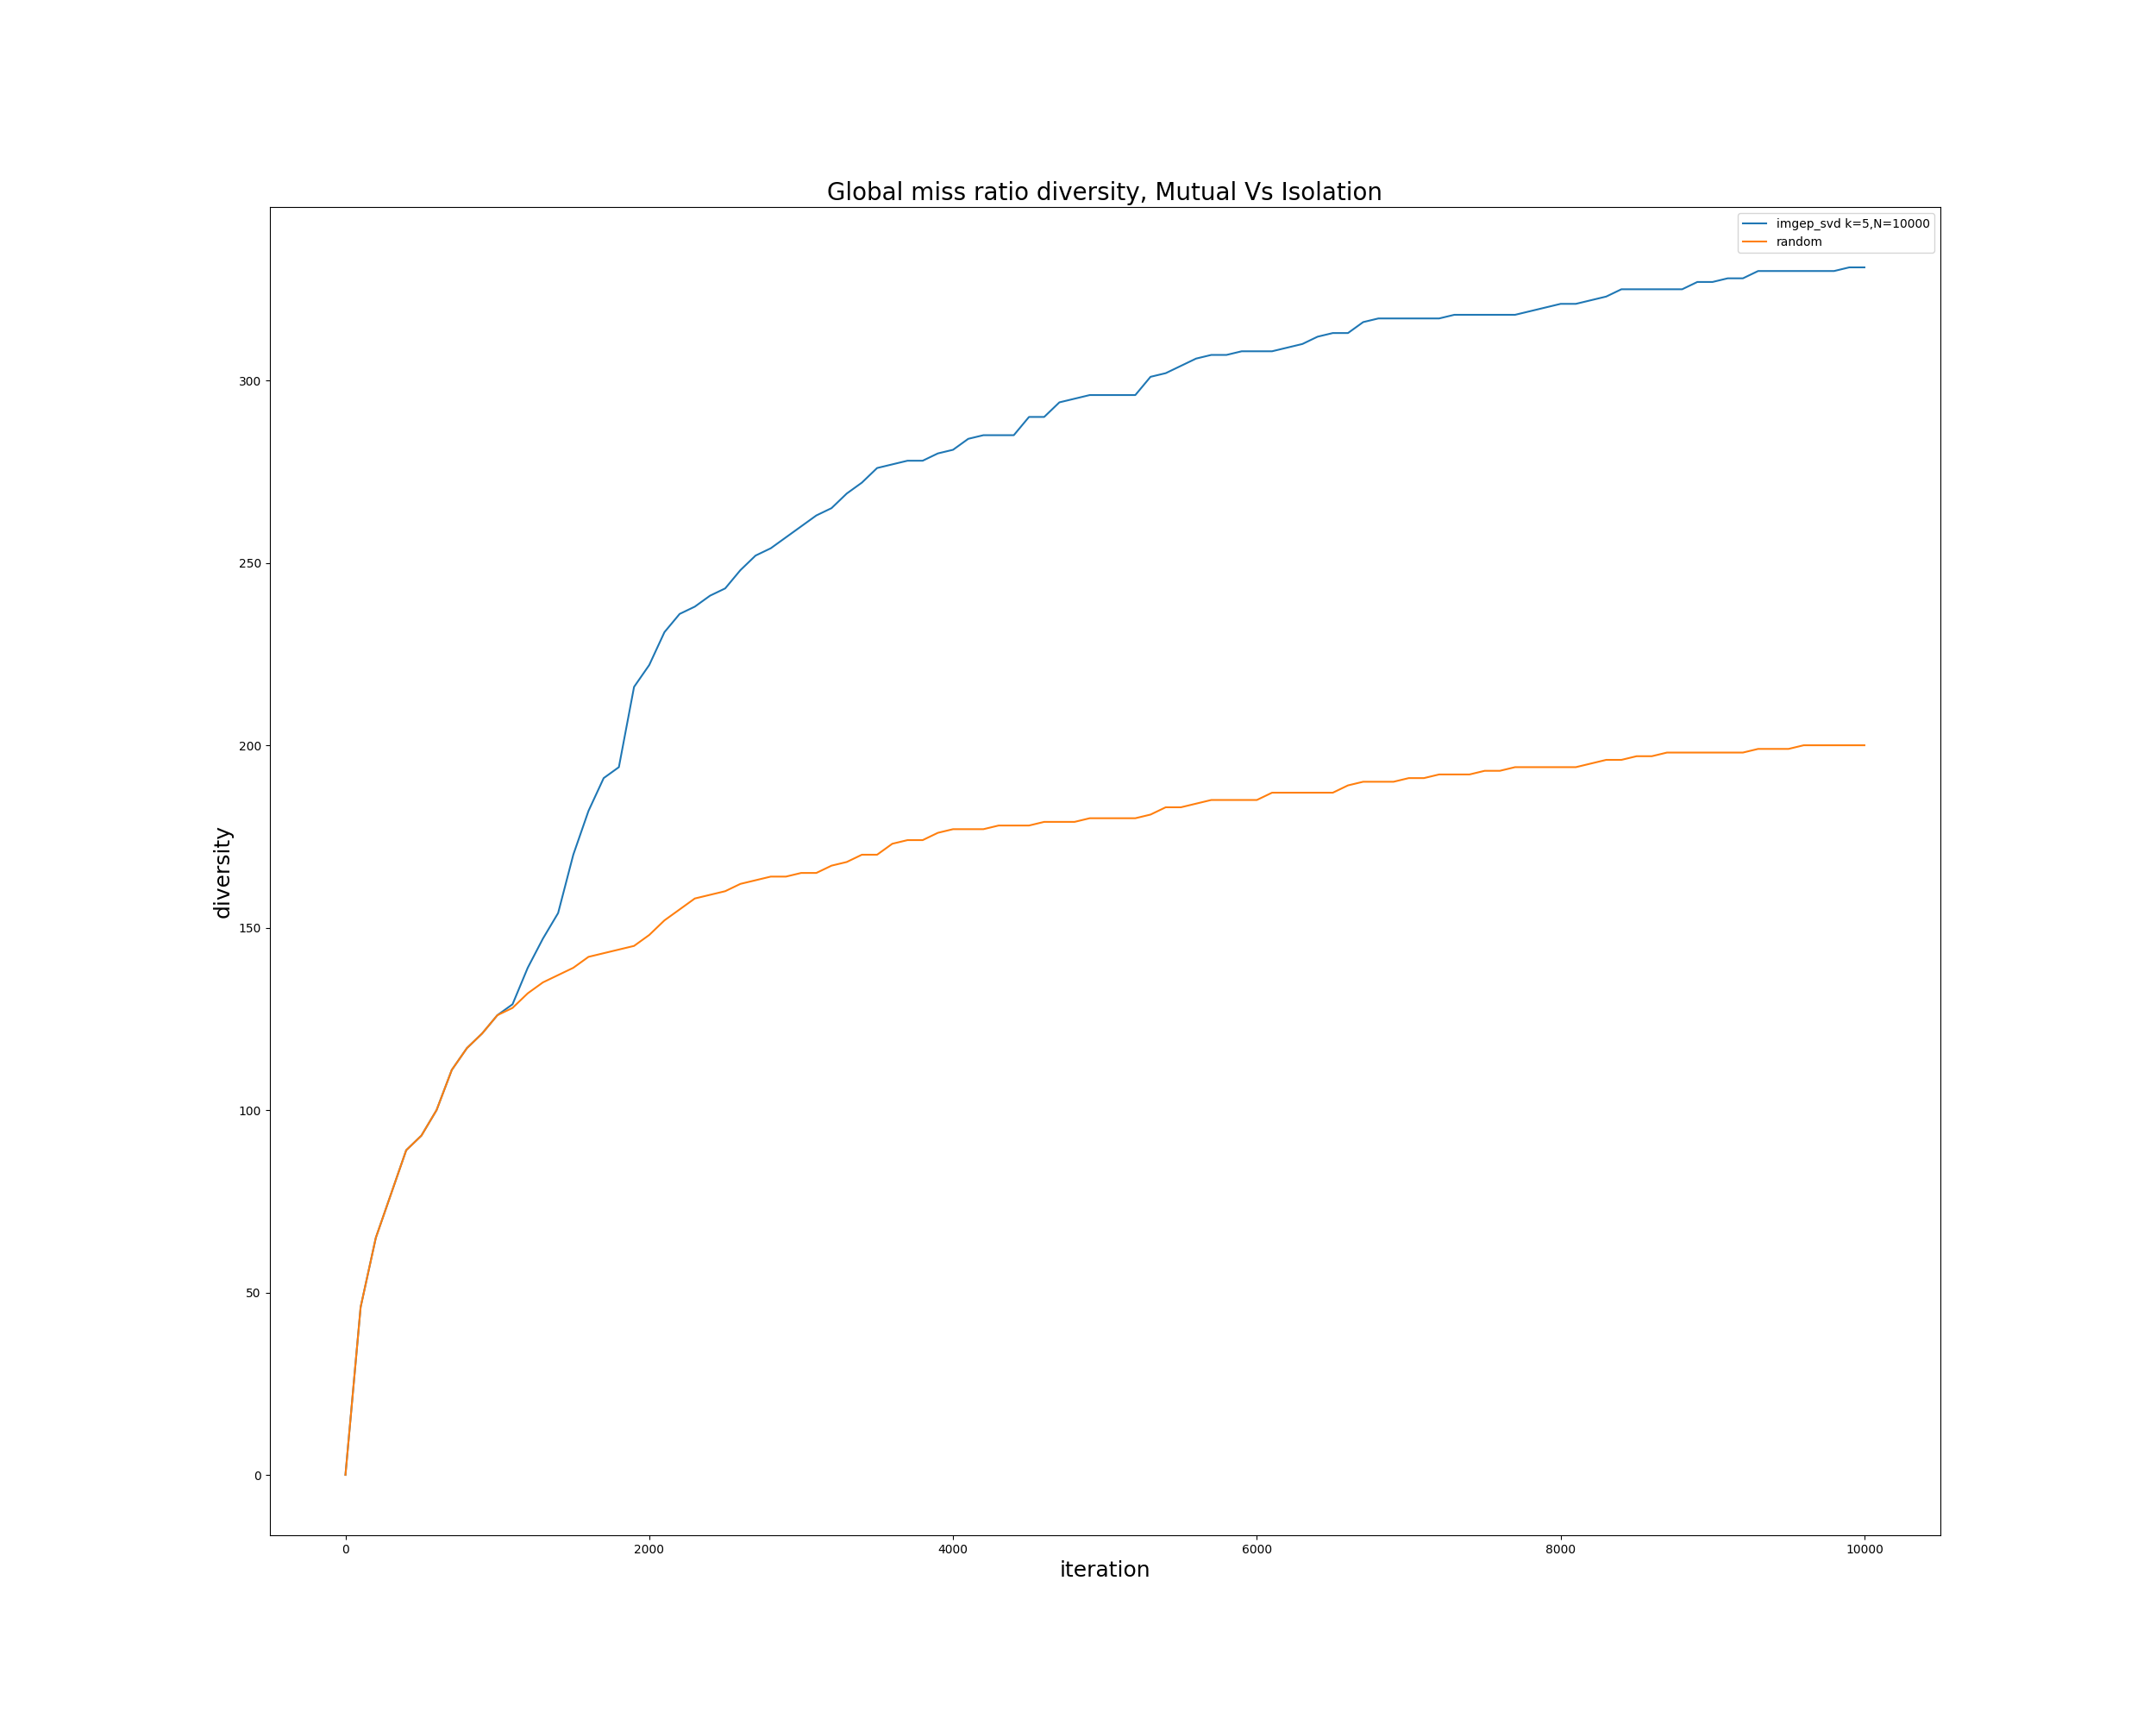 Global miss ratio diversity, Mutual Vs Isolation
imgep_svd k=5,N=10000
random
300
250
200
150
100
50
0
diversity
0 2000 4000 6000 8000 10000
iteration